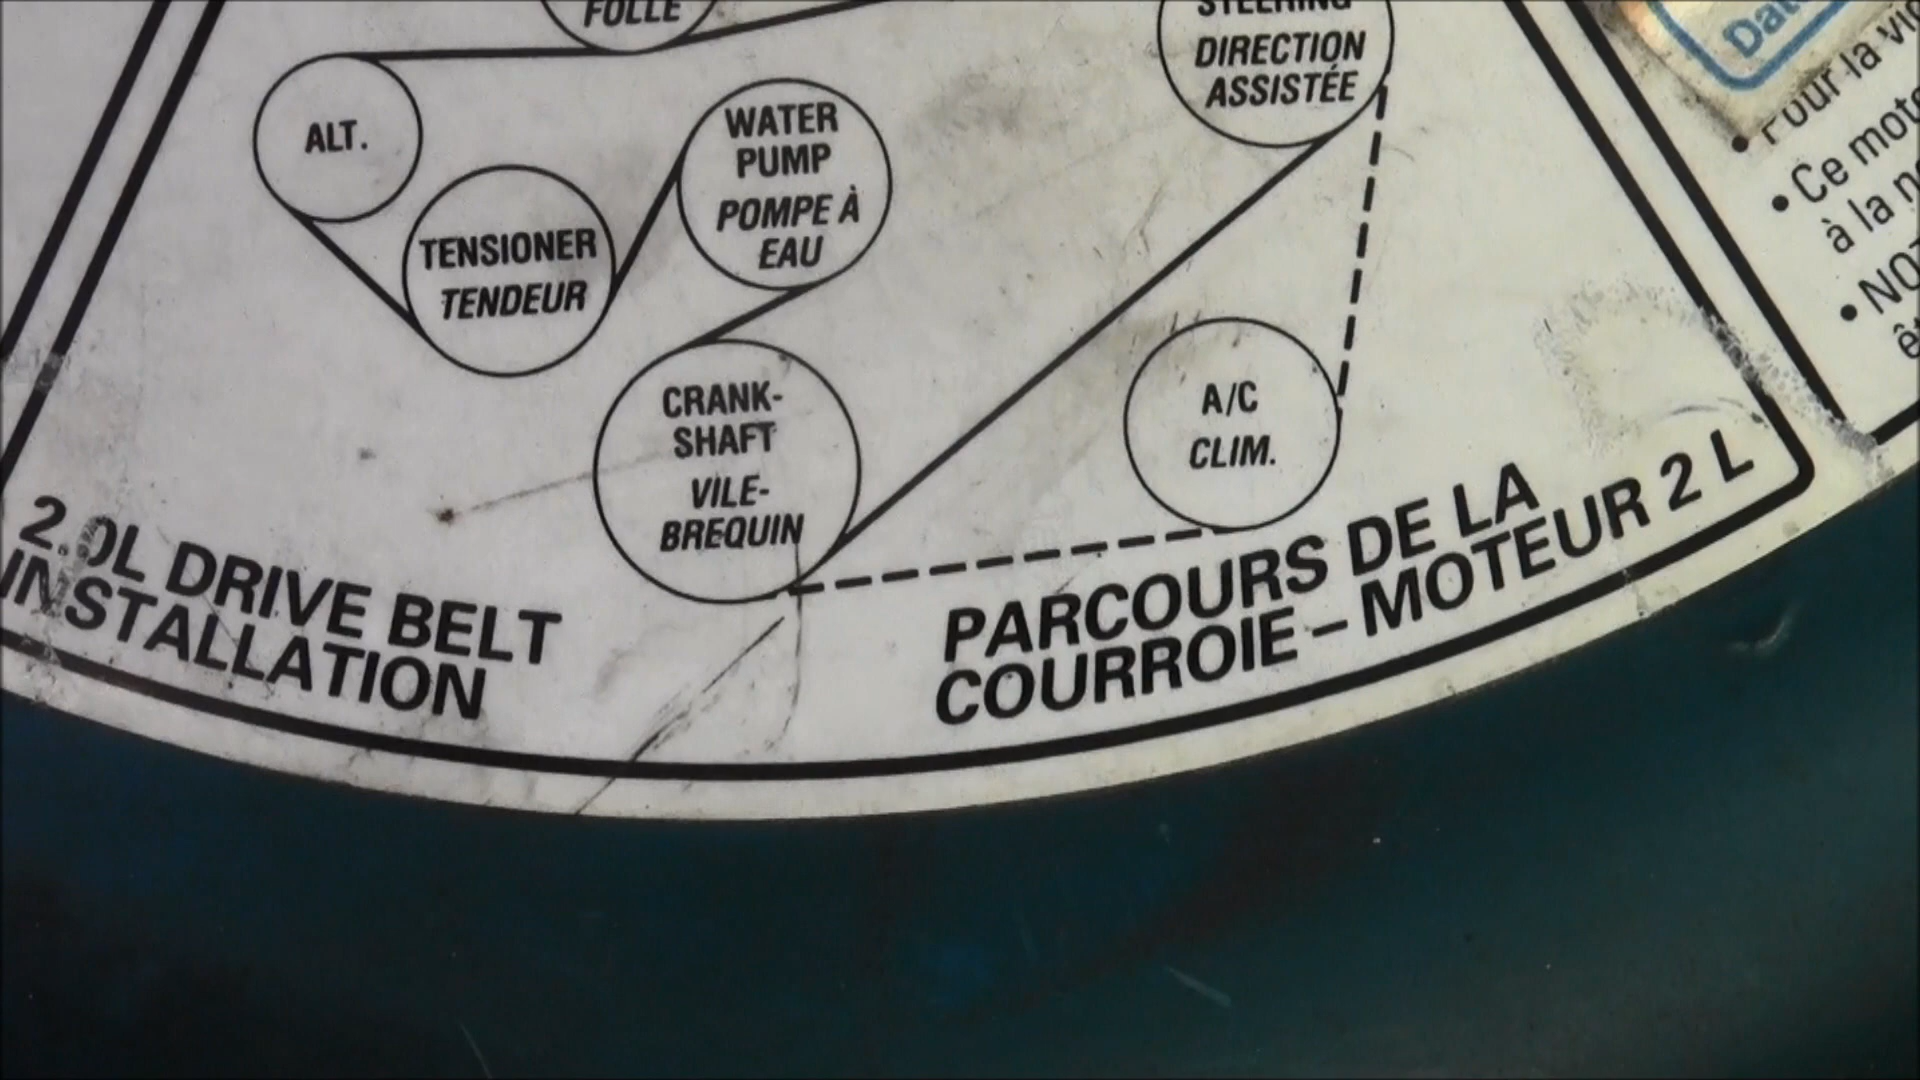 FOLLE
STEERING
DIRECTION
ASSISTÉE
ALT.
WATER
PUMP
POMPE À
EAU
TENSIONER
TENDEUR
CRANK-
SHAFT
VILE-
BREQUIN
A/C
CLIM.
2.0L DRIVE BELT
INSTALLATION
PARCOURS DE LA
COURROIE – MOTEUR 2 L
• Pour la
• Ce
à la
•